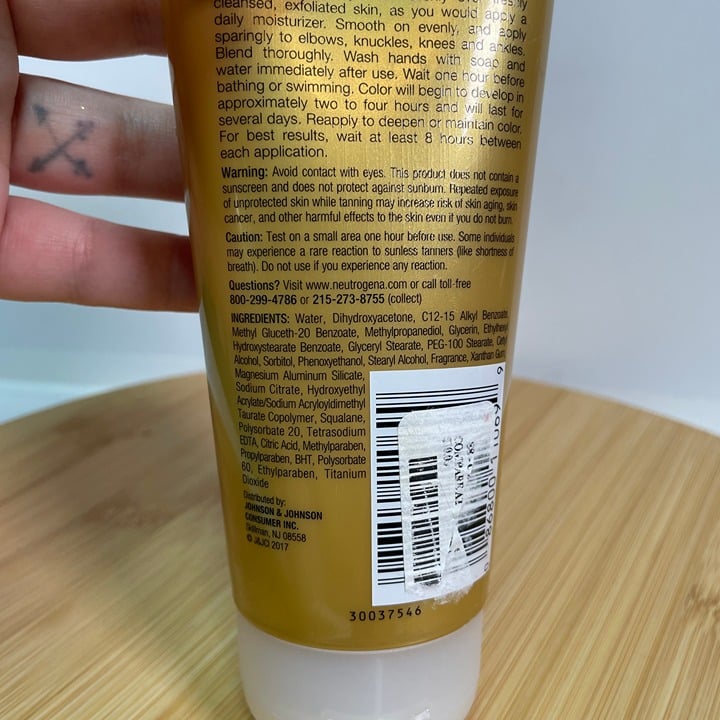 cleansed, exfoliated skin, as you would apply a
daily moisturizer. Smooth on evenly, and apply
sparingly to elbows, knuckles, knees and ankles.
Blend thoroughly. Wash hands with soap and
water immediately after use. Wait one hour before
bathing or swimming. Color will begin to develop in
approximately two to four hours and will last for
several days. Reapply to deepen or maintain color.
For best results, wait at least 8 hours between
each application.
Warning: Avoid contact with eyes. This product does not contain a
sunscreen and does not protect against sunburn. Repeated exposure
of unprotected skin while tanning may increase risk of skin aging, skin
cancer, and other harmful effects to the skin even if you do not burn.
Caution: Test on a small area one hour before use. Some individuals
may experience a rare reaction to sunless tanners (like shortness of
breath). Do not use if you experience any reaction.
Questions? Visit www.neutrogena.com or call toll-free
800-299-4786 or 215-273-8755 (collect)
INGREDIENTS: Water, Dihydroxyacetone, C12-15 Alkyl Benzoate,
Methyl Gluceth-20 Benzoate, Methylpropanediol, Glycerin, Ethylhexyl
Hydroxystearate Benzoate, Glyceryl Stearate, PEG-100 Stearate, Cetyl
Alcohol, Sorbitol, Phenoxyethanol, Stearyl Alcohol, Fragrance, Xanthan Gum,
Magnesium Aluminum Silicate,
Sodium Citrate, Hydroxyethyl
Acrylate/Sodium Acryloyldimethyl
Taurate Copolymer, Squalane,
Polysorbate 20, Tetrasodium
EDTA, Citric Acid, Methylparaben,
Propylparaben, BHT, Polysorbate
60, Ethylparaben, Titanium
Dioxide
Distributed by:
JOHNSON & JOHNSON
CONSUMER INC.
Skillman, NJ 08558
© J&JCI 2017
30037546